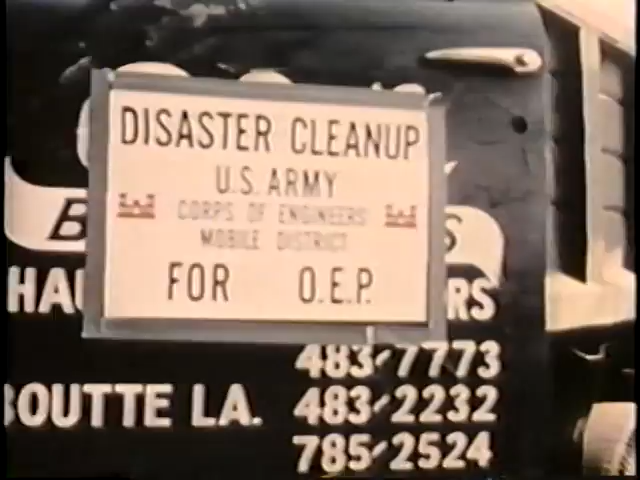 DISASTER CLEANUP
U.S. ARMY
CORPS OF ENGINEERS
MOBILE DISTRICT
FOR O.E.P.
483-7773
BOUTTE LA. 483-2232
785-2524